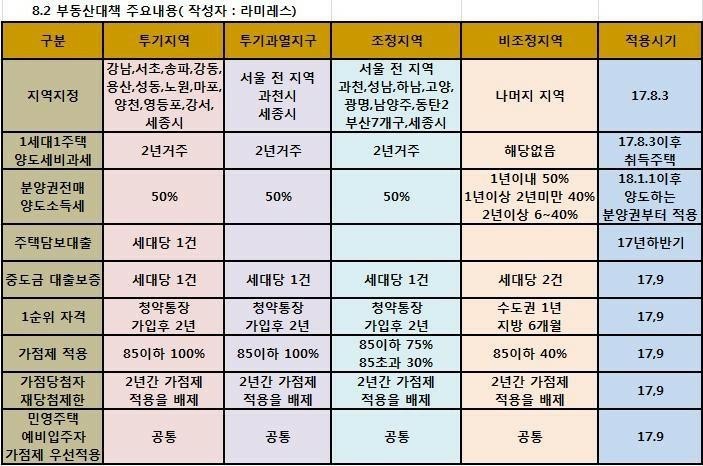 8.2 부동산대책 주요내용( 작성자 : 라미레스)
구분 투기지역 투기과열지구 조정지역 비조정지역 적용시기
지역지정
강남,서초,송파,강동,
용산,성동,노원,마포,
양천,영등포,강서,
세종시
서울 전 지역
과천시
세종시
서울 전 지역
과천,성남,하남,고양,
광명,남양주,동탄2
부산7개구,세종시
나머지 지역
17.8.3
1세대1주택
양도세비과세
2년거주
2년거주
2년거주
해당없음
17.8.3이후
취득주택
분양권전매
양도소득세
50%
50%
50%
1년이내 50%
1년이상 2년미만 40%
2년이상 6~40%
18.1.1이후
양도하는
분양권부터 적용
주택담보대출
세대당 1건
17년하반기
중도금 대출보증
세대당 1건
세대당 1건
세대당 1건
세대당 2건
17,9
1순위 자격
청약통장
가입후 2년
청약통장
가입후 2년
청약통장
가입후 2년
수도권 1년
지방 6개월
17,9
가점제 적용
85이하 100%
85이하 100%
85이하 75%
85초과 30%
85이하 40%
17,9
가점당첨자
재당첨제한
2년간 가점제
적용을 배제
2년간 가점제
적용을 배제
2년간 가점제
적용을 배제
2년간 가점제
적용을 배제
17,9
민영주택
예비입주자
가점제 우선적용
공통
공통
공통
공통
17.9